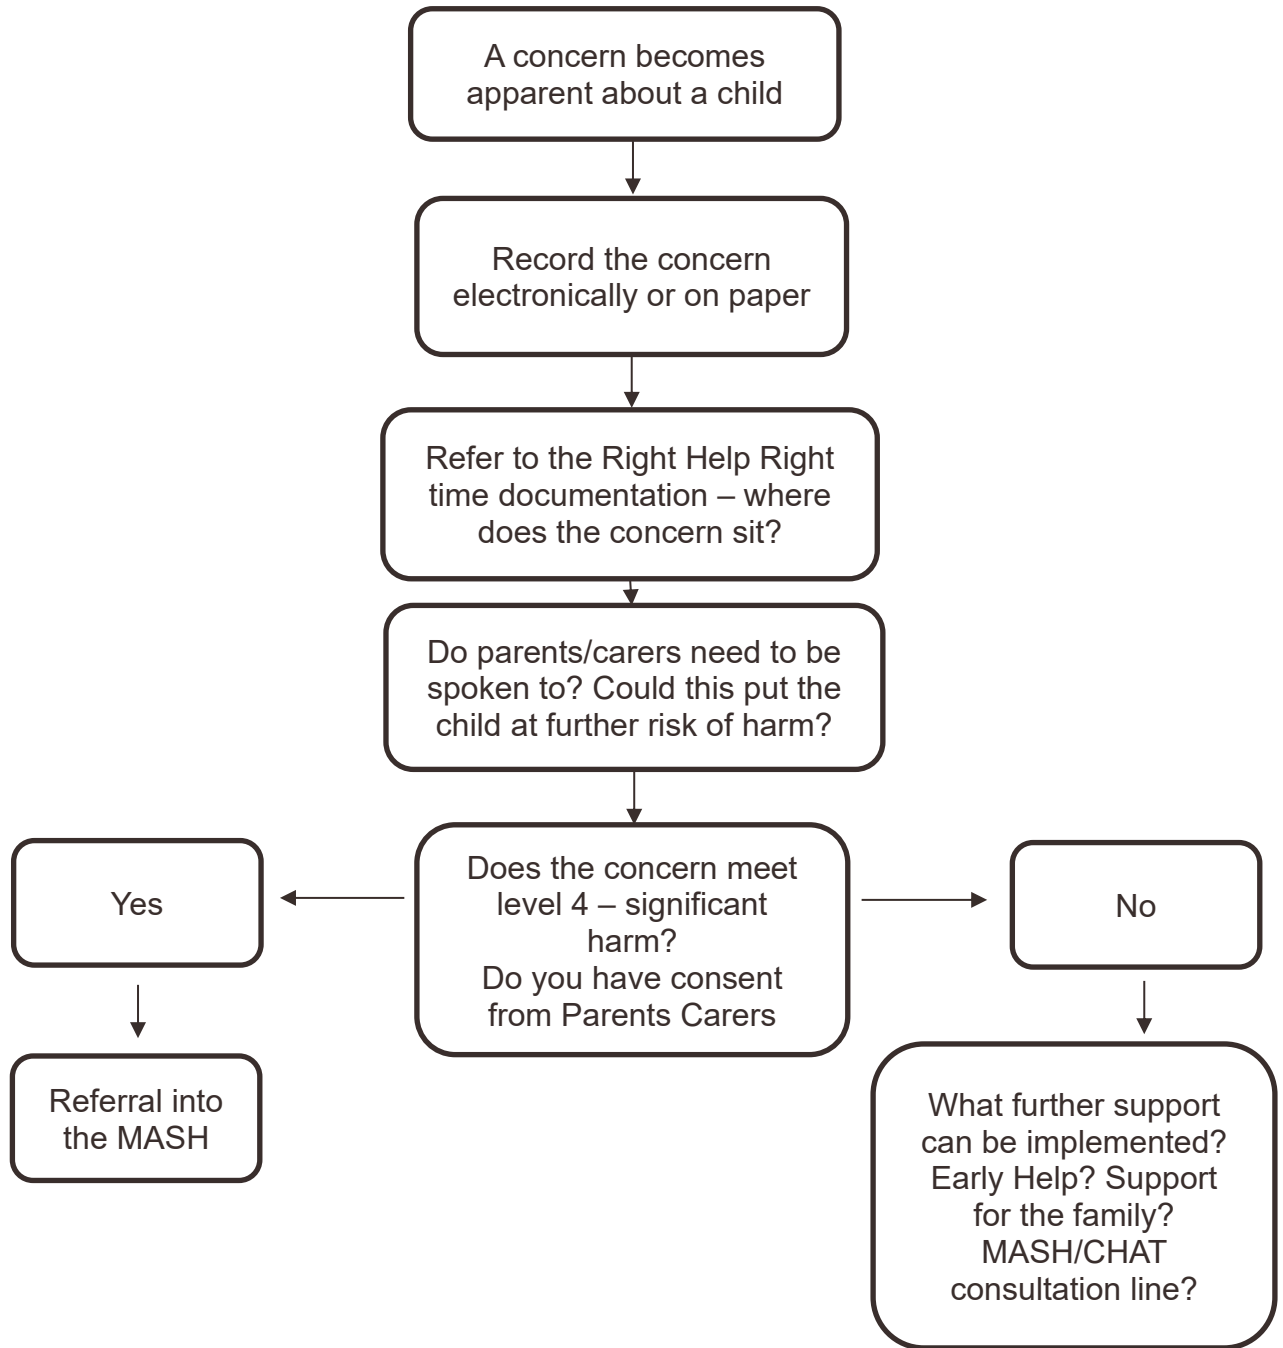 A concern becomes
apparent about a child
Record the concern
electronically or on paper
Refer to the Right Help Right
time documentation – where
does the concern sit?
Do parents/carers need to be
spoken to? Could this put the
child at further risk of harm?
Does the concern meet
level 4 – significant
harm?
Do you have consent
from Parents Carers
Yes
No
Referral into
the MASH
What further support
can be implemented?
Early Help? Support
for the family?
MASH/CHAT
consultation line?